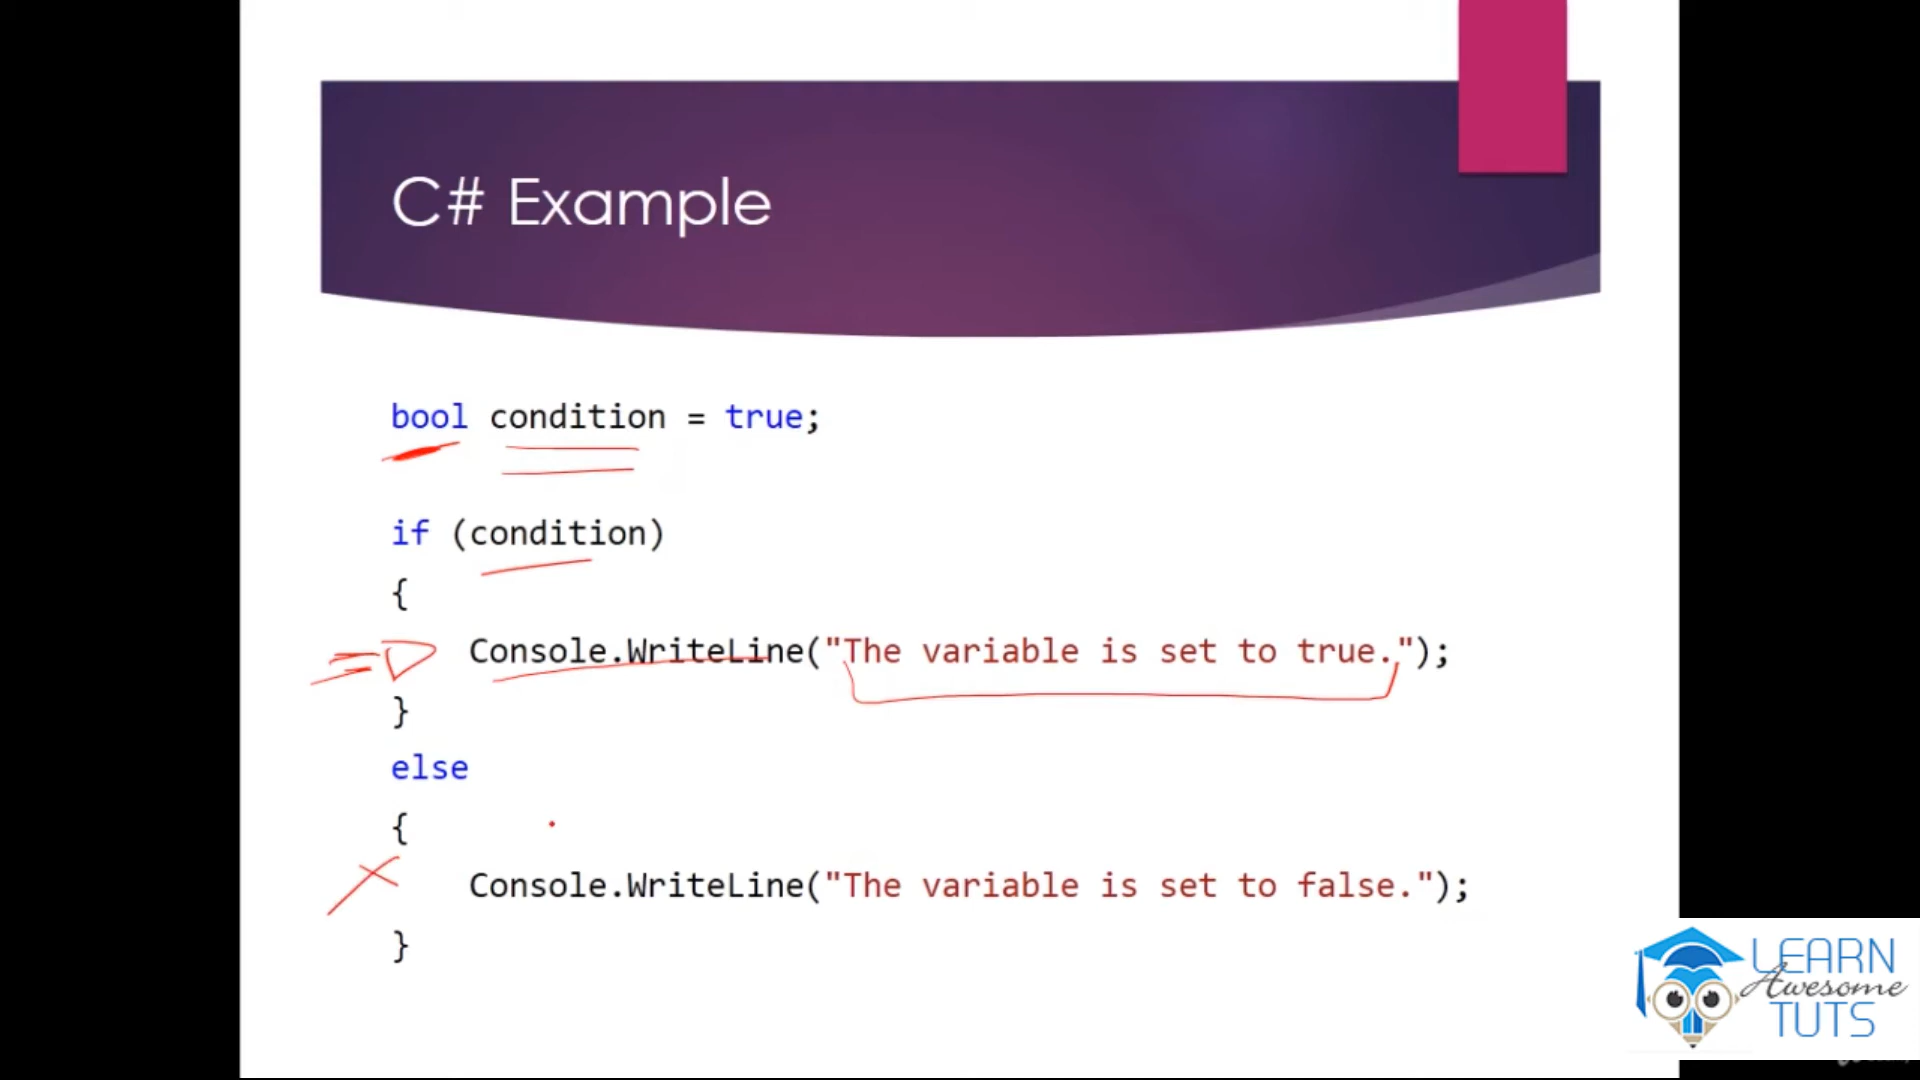 C# Example
bool condition = true;
if (condition)
{
Console.WriteLine("The variable is set to true.");
}
else
{
Console.WriteLine("The variable is set to false.");
}
LEARN
Awesome
TUTS